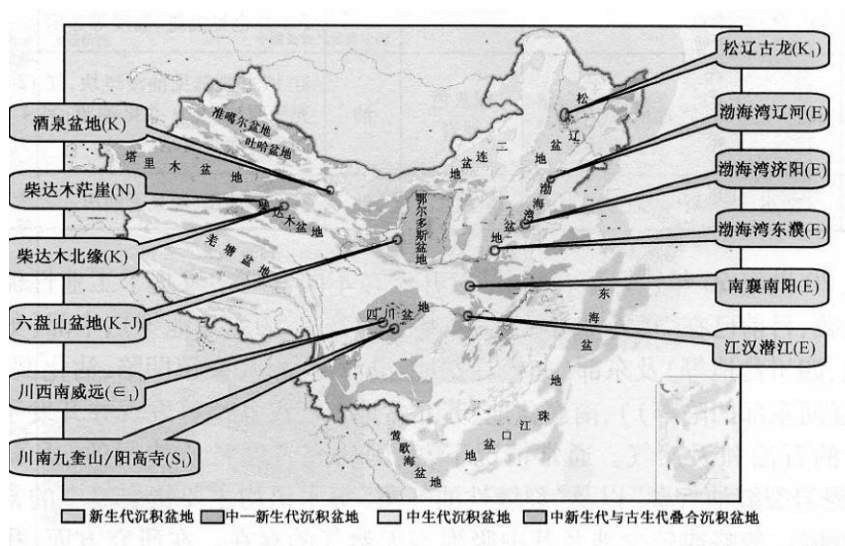 松辽古龙(K₁)
渤海湾辽河(E)
渤海湾济阳(E)
渤海湾东濮(E)
南襄南阳(E)
江汉潜江(E)
酒泉盆地(K)
柴达木茫崖(N)
柴达木北缘(K)
六盘山盆地(K-J)
川西南威远(∈₁)
川南九奎山/阳高寺(S₁)
准噶尔盆地
吐哈盆地
塔里木盆地
柴达木盆地
羌塘盆地
鄂尔多斯盆地
二连盆地
松辽盆地
渤海湾盆地
四川盆地
东海盆地
珠江口盆地
莺歌海盆地
新生代沉积盆地
中—新生代沉积盆地
中生代沉积盆地
中新生代与古生代叠合沉积盆地